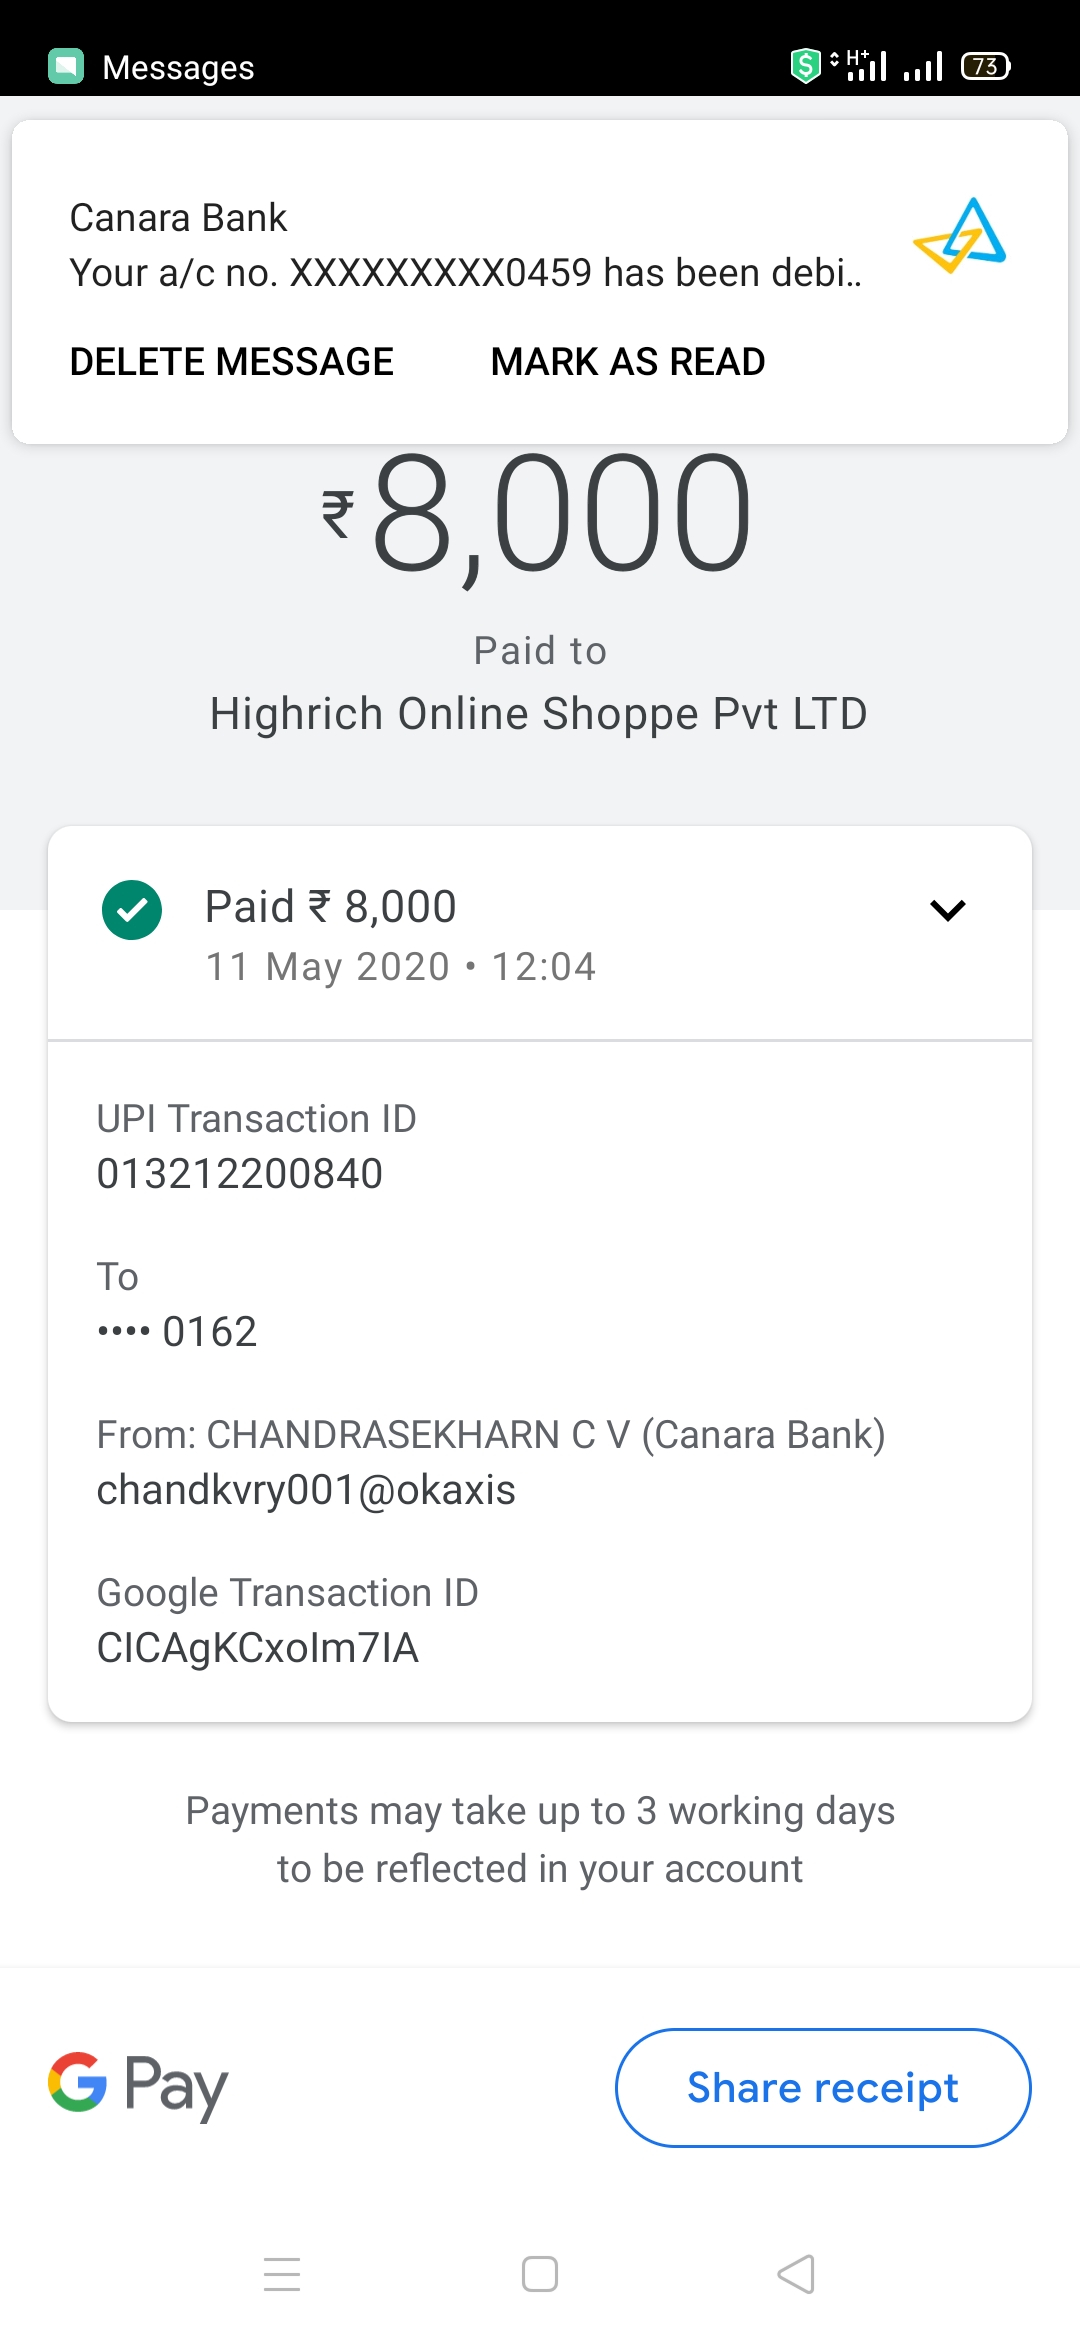 Messages
H+
73
Canara Bank
Your a/c no. XXXXXXXXX0459 has been debi..
DELETE MESSAGE MARK AS READ
₹8,000
Paid to
Highrich Online Shoppe Pvt LTD
Paid ₹ 8,000
11 May 2020 • 12:04
UPI Transaction ID
013212200840
To
•••• 0162
From: CHANDRASEKHARN C V (Canara Bank)
chandkvry001@okaxis
Google Transaction ID
CICAgKCxoIm7IA
Payments may take up to 3 working days
to be reflected in your account
G Pay
Share receipt